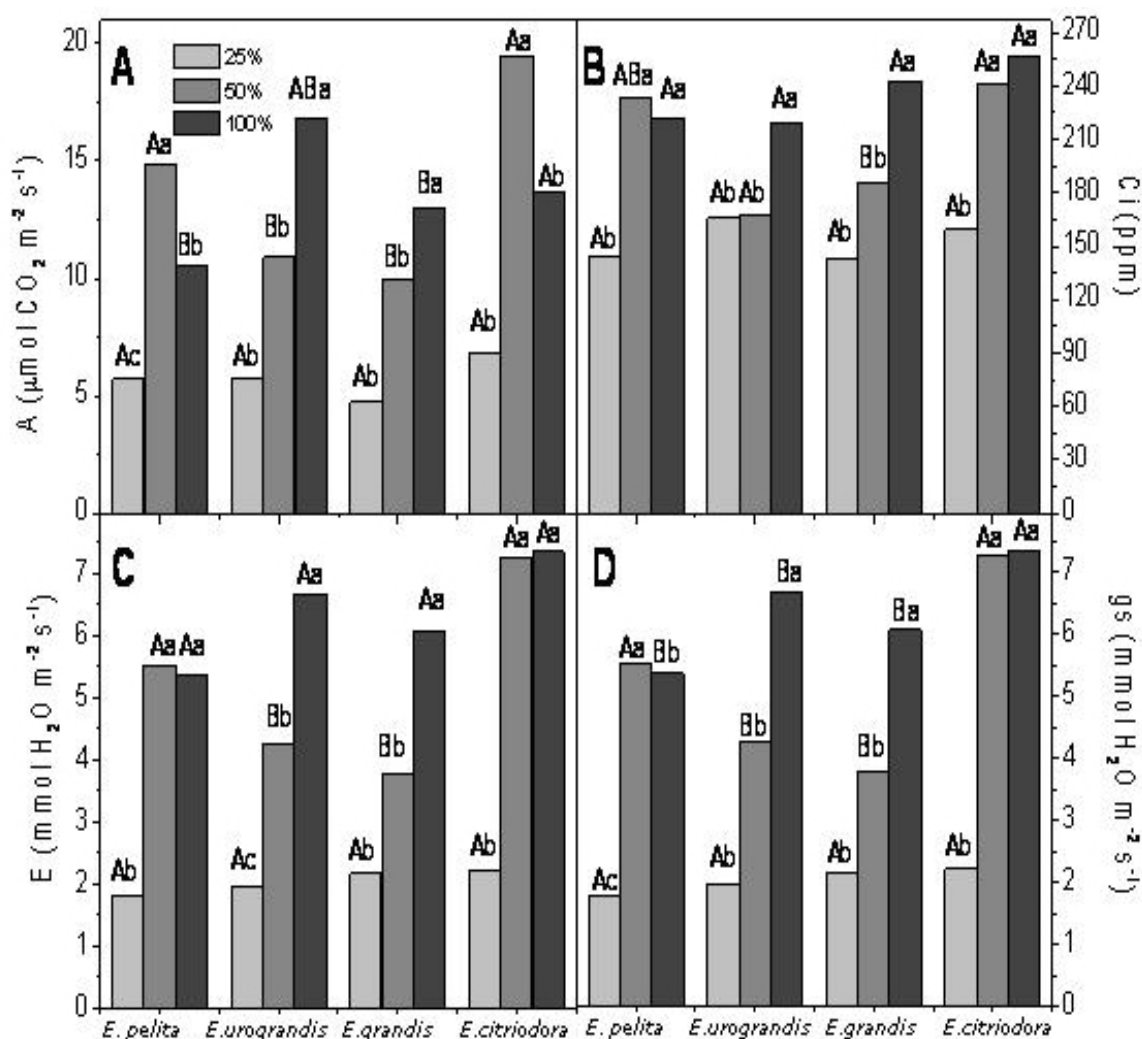 A
25%
50%
100%
A (μmol CO₂ m⁻² s⁻¹)
20
15
10
5
0
Ac
Aa
Bb
Ab
Bb
ABa
Ab
Bb
Ba
Ab
Aa
Ab
B
Ci (ppm)
270
240
210
180
150
120
90
60
30
0
Ab
ABa
Aa
Ab
Ab
Aa
Ab
Bb
Aa
Ab
Aa
Aa
C
E (mmol H₂O m⁻² s⁻¹)
7
6
5
4
3
2
1
0
Ab
Aa
Aa
Ac
Bb
Aa
Ab
Bb
Aa
Ab
Aa
Aa
E. pelita
E.urograndis
E.grandis
E.citriodora
D
gs (mmol H₂O m⁻² s⁻¹)
7
6
5
4
3
2
1
0
Ac
Aa
Bb
Ab
Bb
Ba
Ab
Bb
Ba
Ab
Aa
Aa
E. pelita
E.urograndis
E.grandis
E.citriodora